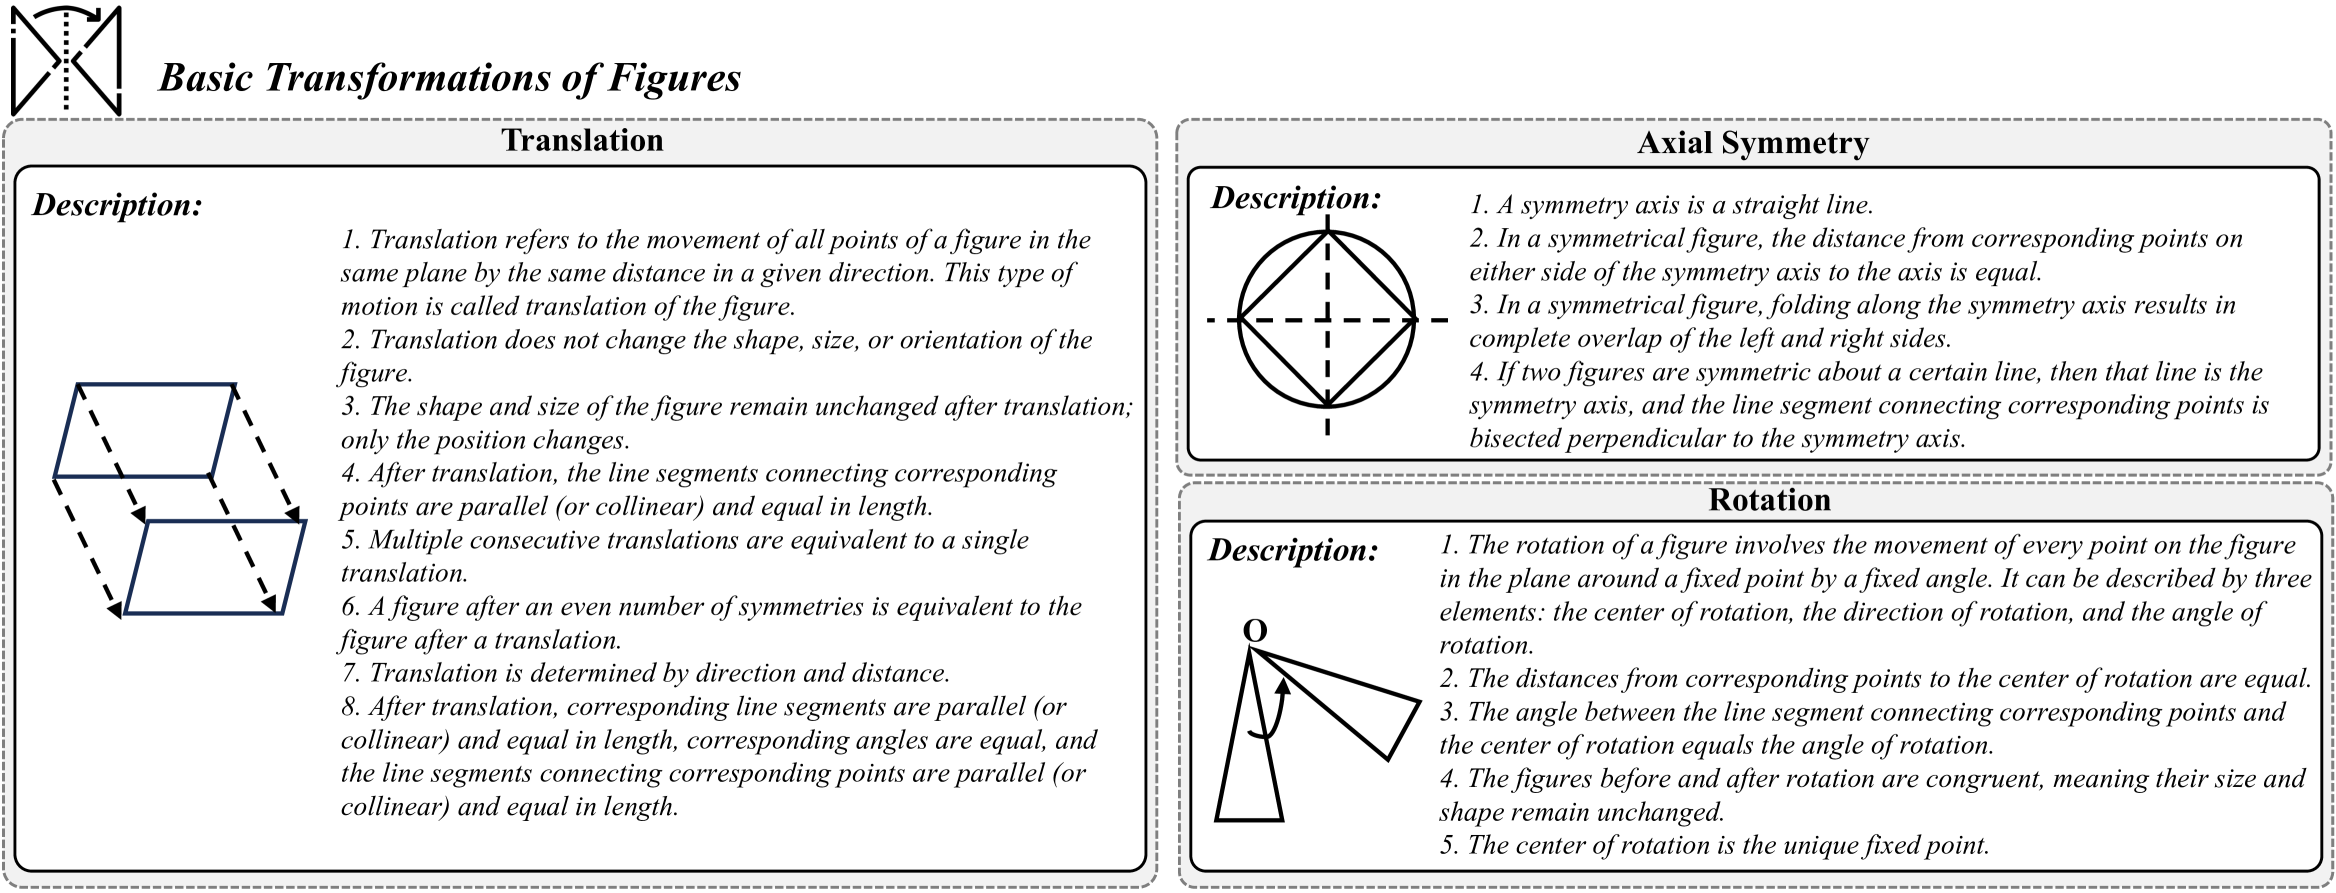 Basic Transformations of Figures
Translation
Description:
1. Translation refers to the movement of all points of a figure in the
same plane by the same distance in a given direction. This type of
motion is called translation of the figure.
2. Translation does not change the shape, size, or orientation of the
figure.
3. The shape and size of the figure remain unchanged after translation;
only the position changes.
4. After translation, the line segments connecting corresponding
points are parallel (or collinear) and equal in length.
5. Multiple consecutive translations are equivalent to a single
translation.
6. A figure after an even number of symmetries is equivalent to the
figure after a translation.
7. Translation is determined by direction and distance.
8. After translation, corresponding line segments are parallel (or
collinear) and equal in length, corresponding angles are equal, and
the line segments connecting corresponding points are parallel (or
collinear) and equal in length.
Axial Symmetry
Description:
1. A symmetry axis is a straight line.
2. In a symmetrical figure, the distance from corresponding points on
either side of the symmetry axis to the axis is equal.
3. In a symmetrical figure, folding along the symmetry axis results in
complete overlap of the left and right sides.
4. If two figures are symmetric about a certain line, then that line is the
symmetry axis, and the line segment connecting corresponding points is
bisected perpendicular to the symmetry axis.
Rotation
Description:
O
1. The rotation of a figure involves the movement of every point on the figure
in the plane around a fixed point by a fixed angle. It can be described by three
elements: the center of rotation, the direction of rotation, and the angle of
rotation.
2. The distances from corresponding points to the center of rotation are equal.
3. The angle between the line segment connecting corresponding points and
the center of rotation equals the angle of rotation.
4. The figures before and after rotation are congruent, meaning their size and
shape remain unchanged.
5. The center of rotation is the unique fixed point.